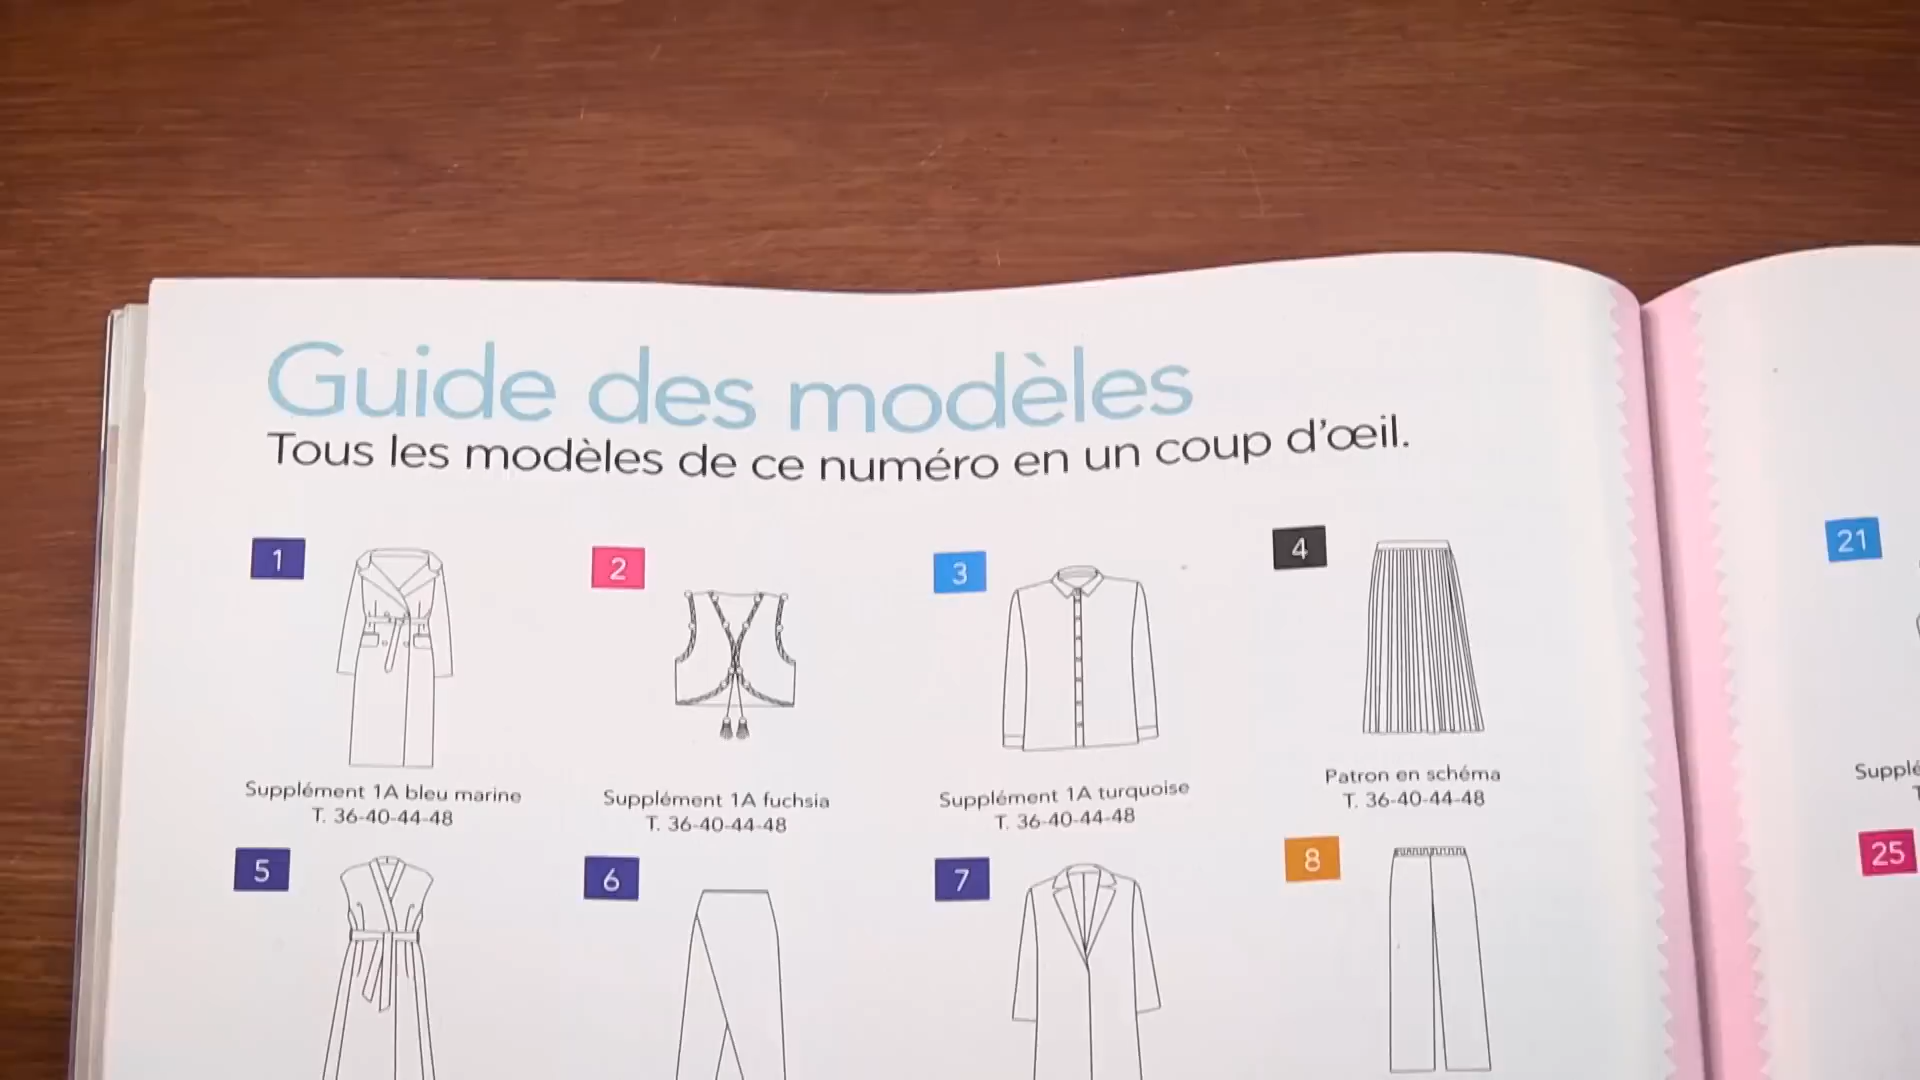 Guide des modèles
Tous les modèles de ce numéro en un coup d'œil.
1
2
3
4
21
Supplément 1A bleu marine
T. 36-40-44-48
Supplément 1A fuchsia
T. 36-40-44-48
Supplément 1A turquoise
T. 36-40-44-48
Patron en schéma
T. 36-40-44-48
5
6
7
8
25